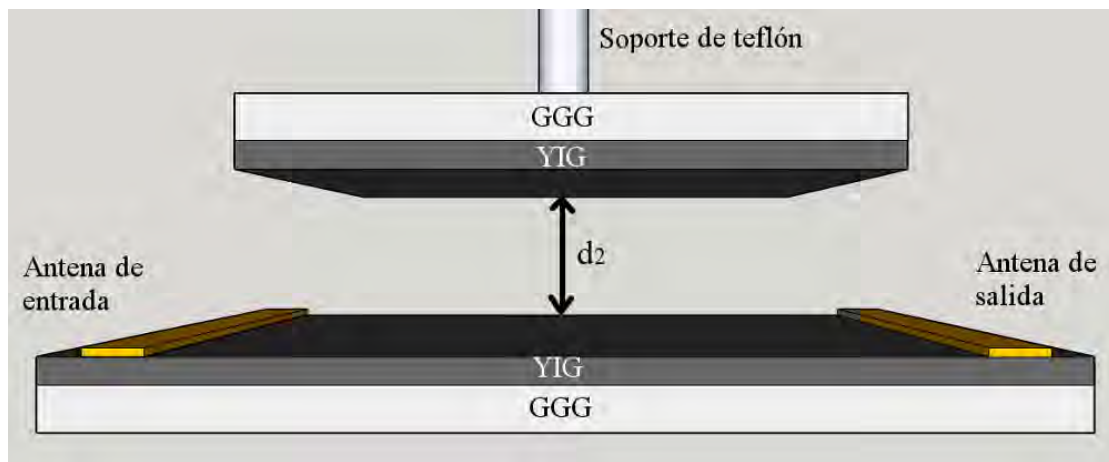 Soporte de teflón
GGG
YIG
d2
Antena de
entrada
Antena de
salida
YIG
GGG